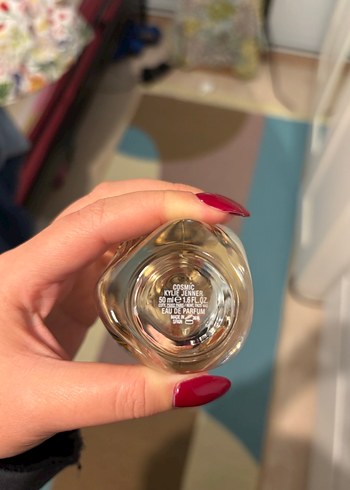 COSMIC
KYLIE JENNER
50 ml e 1.6 FL.OZ.
EAU DE PARFUM
MADE IN
SPAIN